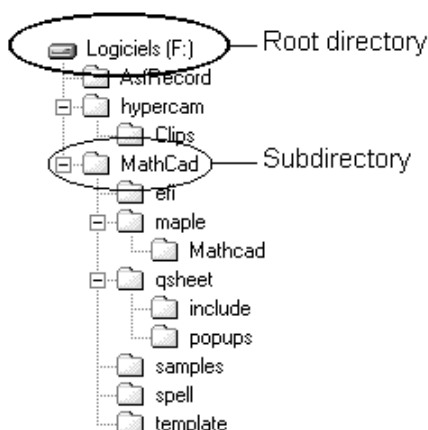 Logiciels (F:)
Root directory
AsfRecord
hypercam
Clips
MathCad
Subdirectory
efi
maple
Mathcad
qsheet
include
popups
samples
spell
template